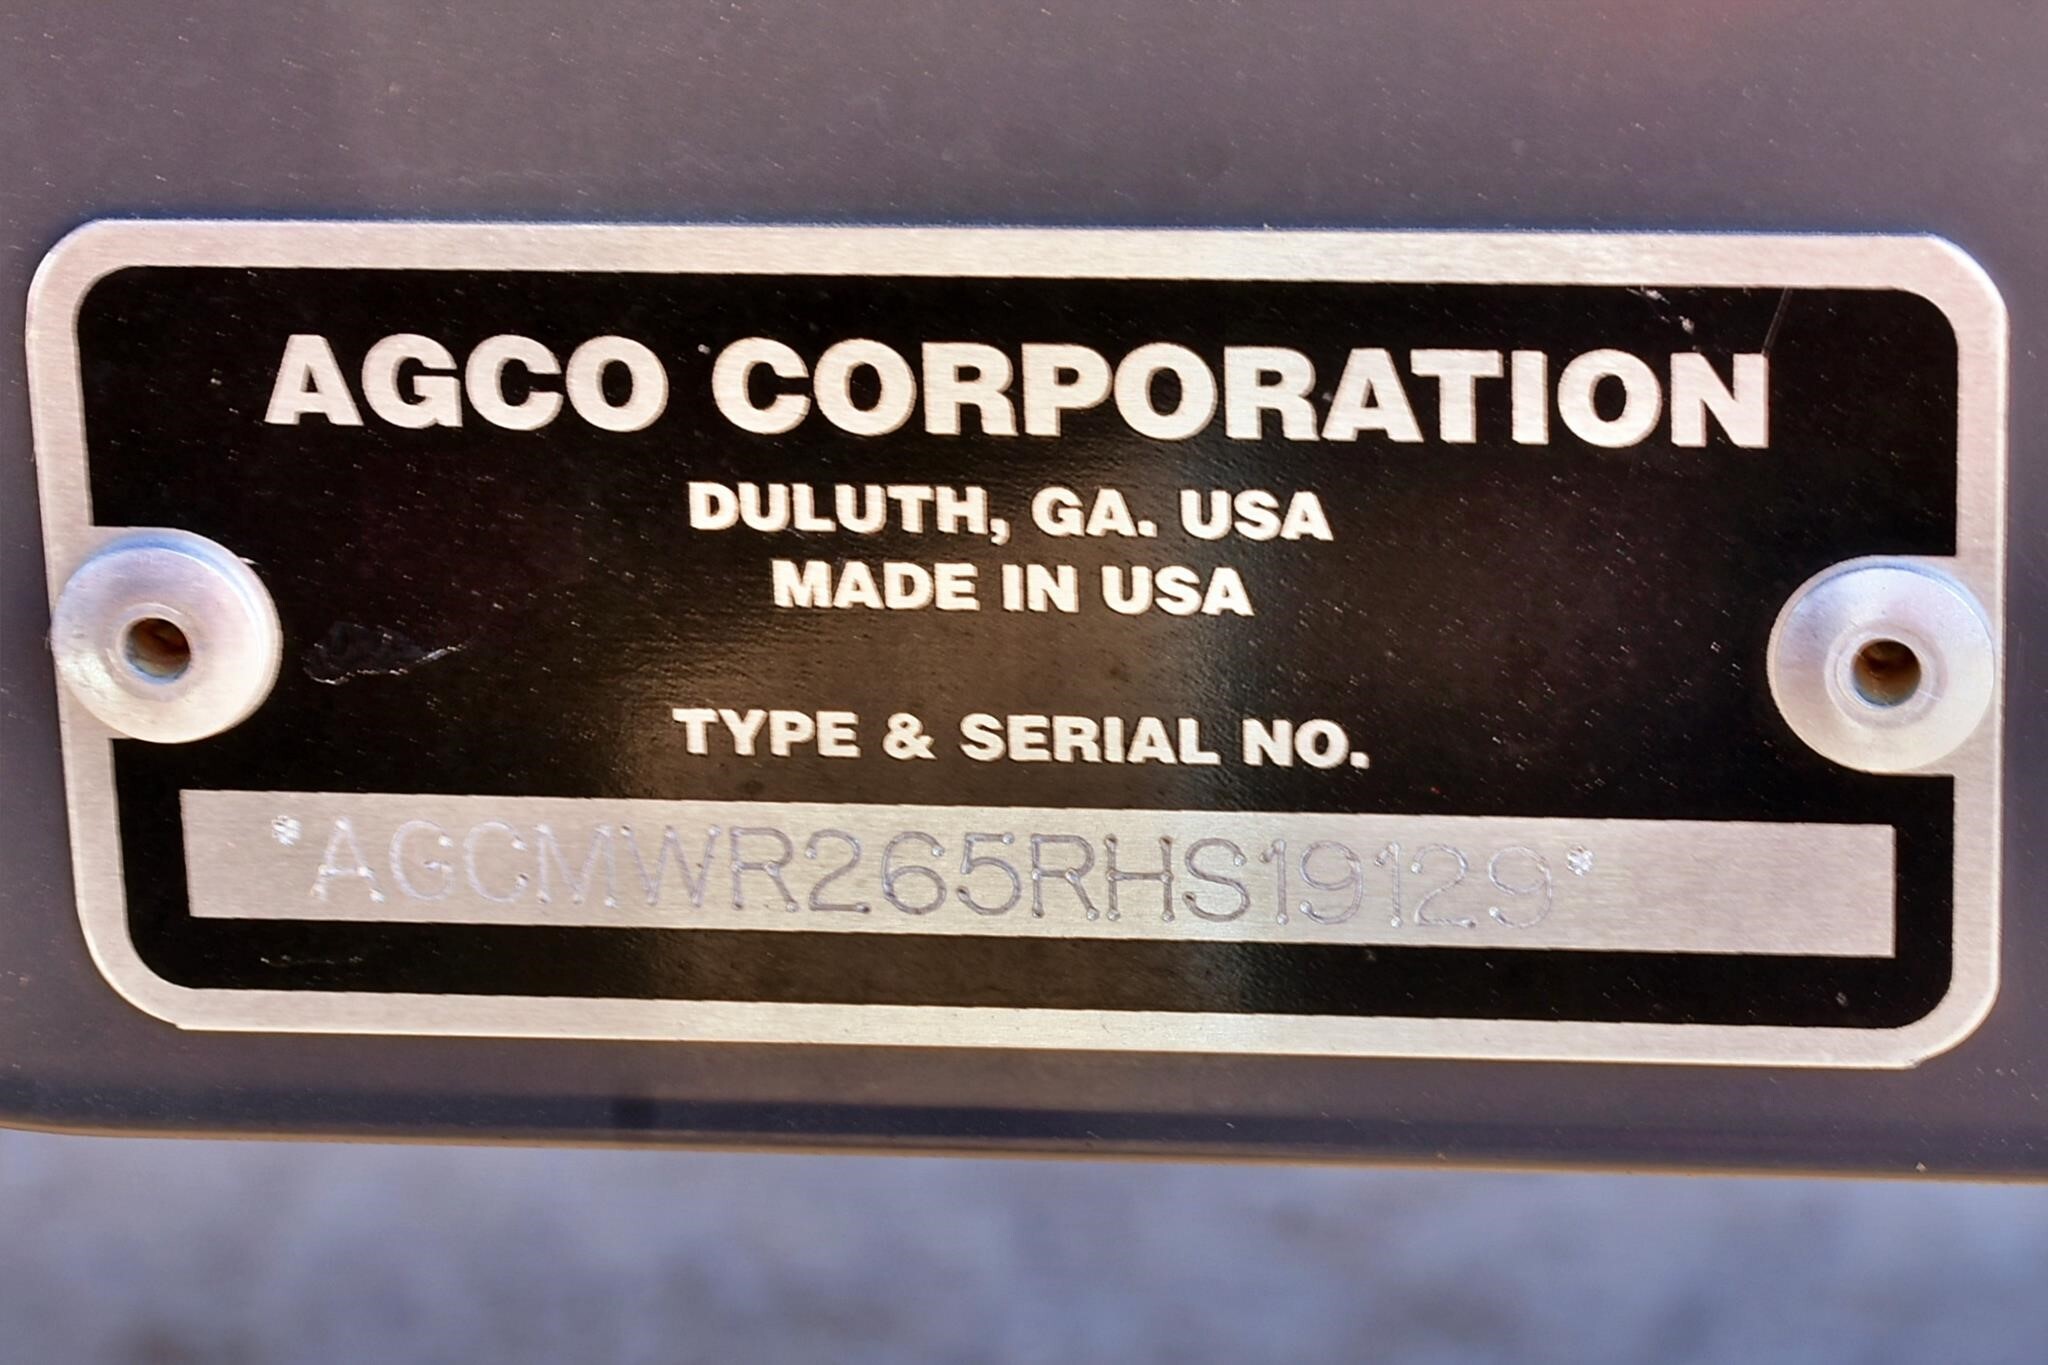 AGCO CORPORATION
DULUTH, GA. USA
MADE IN USA
TYPE & SERIAL NO.
*AGCMWR265RHS19129*